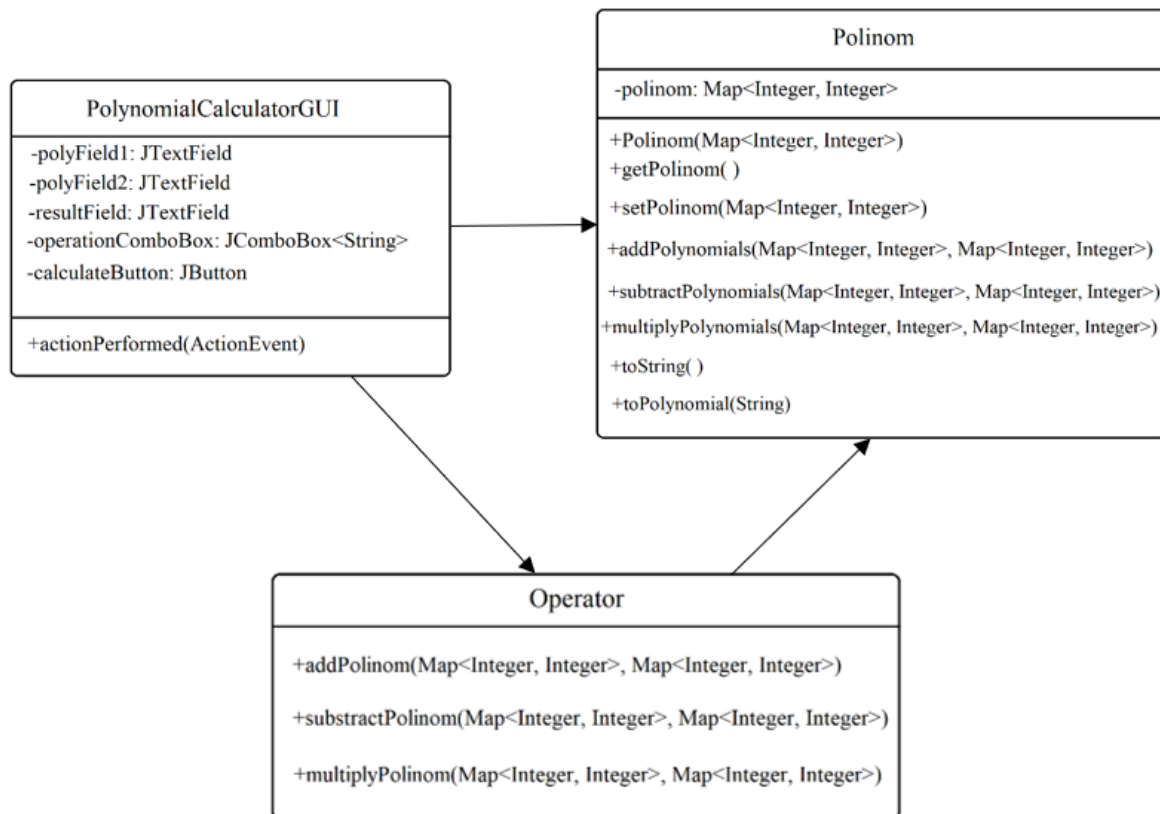 PolynomialCalculatorGUI
-polyField1: JTextField
-polyField2: JTextField
-resultField: JTextField
-operationComboBox: JComboBox<String>
-calculateButton: JButton
+actionPerformed(ActionEvent)
Polinom
-polinom: Map<Integer, Integer>
+Polinom(Map<Integer, Integer>)
+getPolinom( )
+setPolinom(Map<Integer, Integer>)
+addPolynomials(Map<Integer, Integer>, Map<Integer, Integer>)
+subtractPolynomials(Map<Integer, Integer>, Map<Integer, Integer>)
+multiplyPolynomials(Map<Integer, Integer>, Map<Integer, Integer>)
+toString( )
+toPolynomial(String)
Operator
+addPolinom(Map<Integer, Integer>, Map<Integer, Integer>)
+substractPolinom(Map<Integer, Integer>, Map<Integer, Integer>)
+multiplyPolinom(Map<Integer, Integer>, Map<Integer, Integer>)